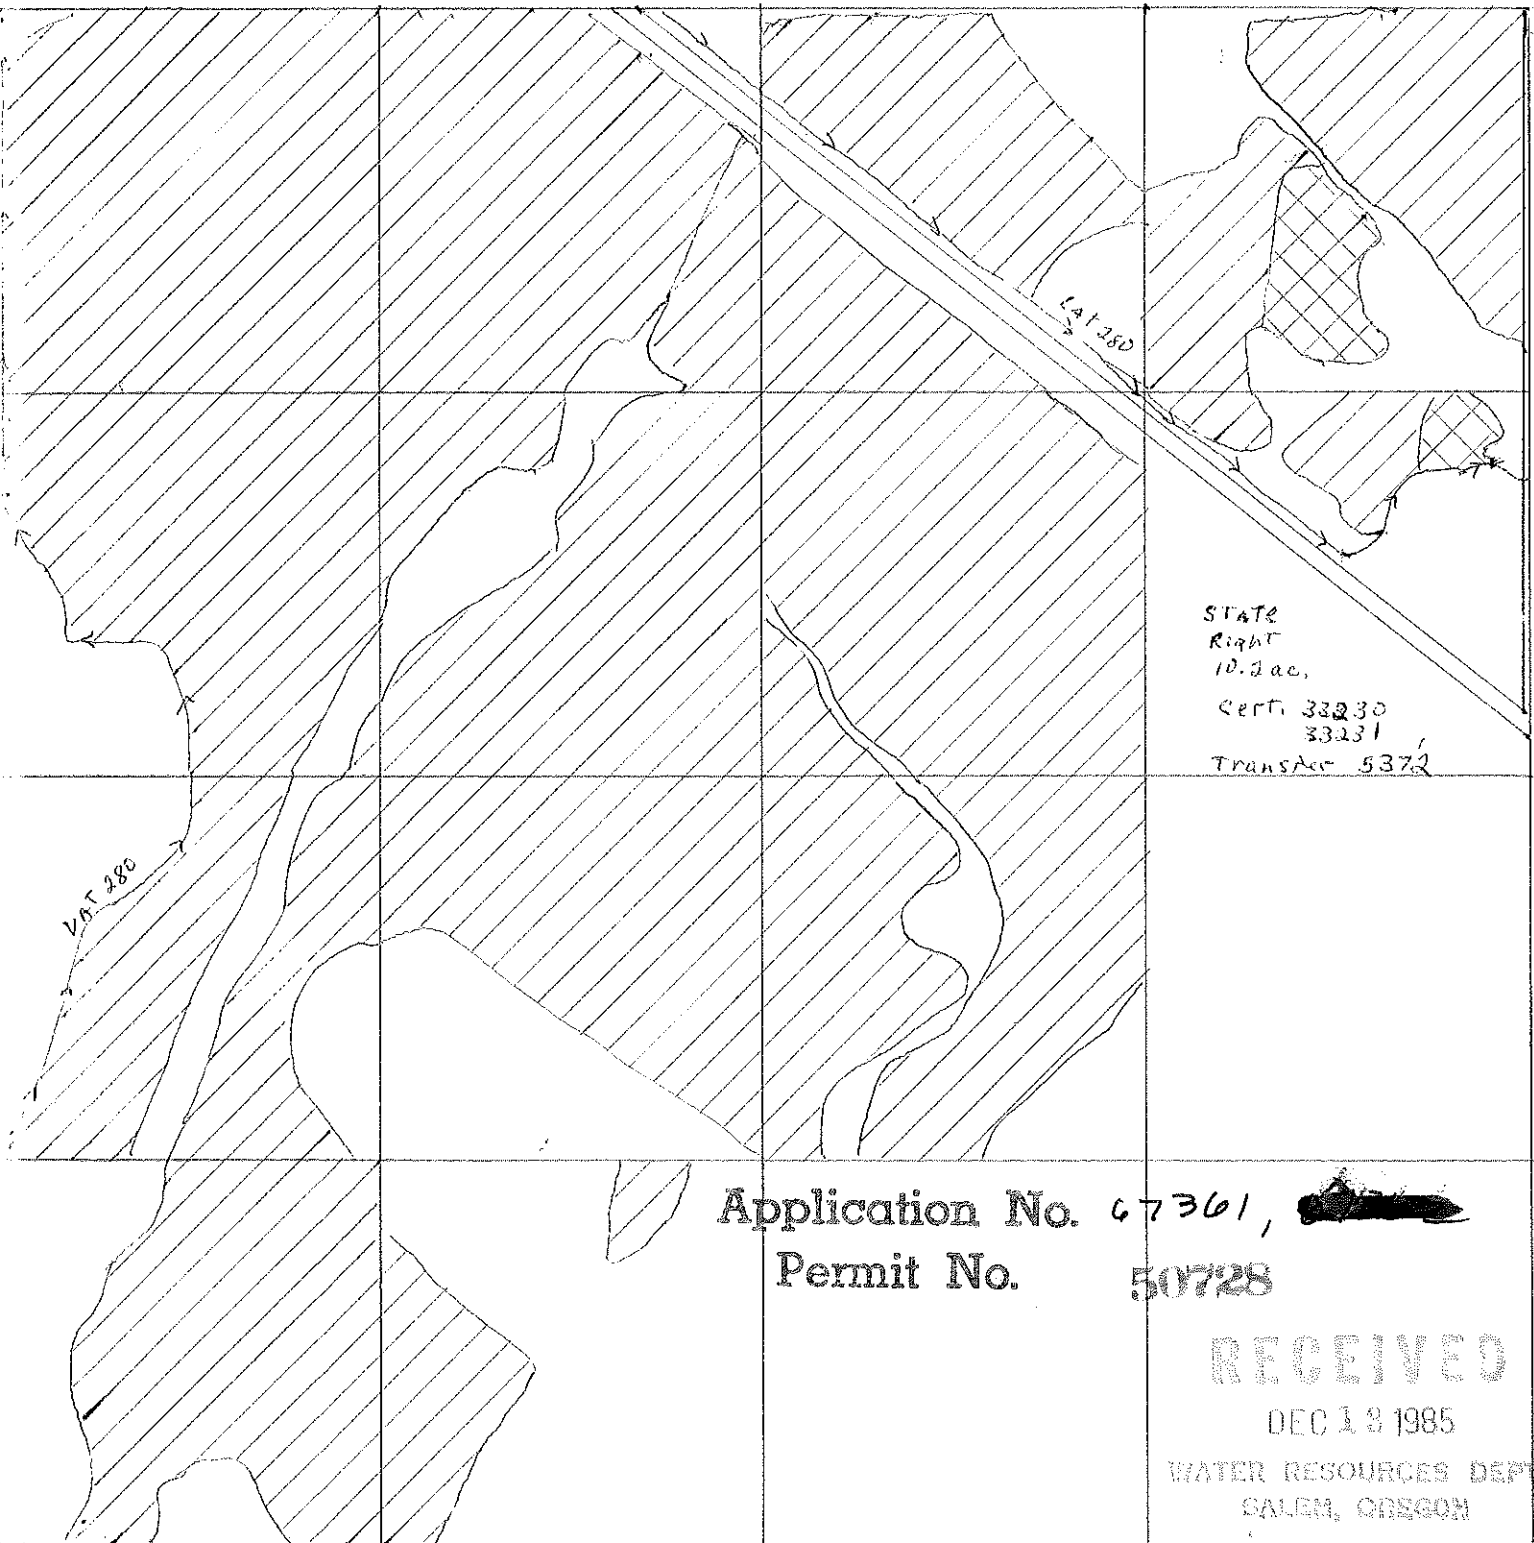 LAT 280
STATE
Right
10.2 ac.
Cert. 33230
33231,
Transfer 5372
LAT 280
Application No. 67361,
Permit No. 50728
RECEIVED
DEC 13 1985
WATER RESOURCES DEPT
SALEM, OREGON